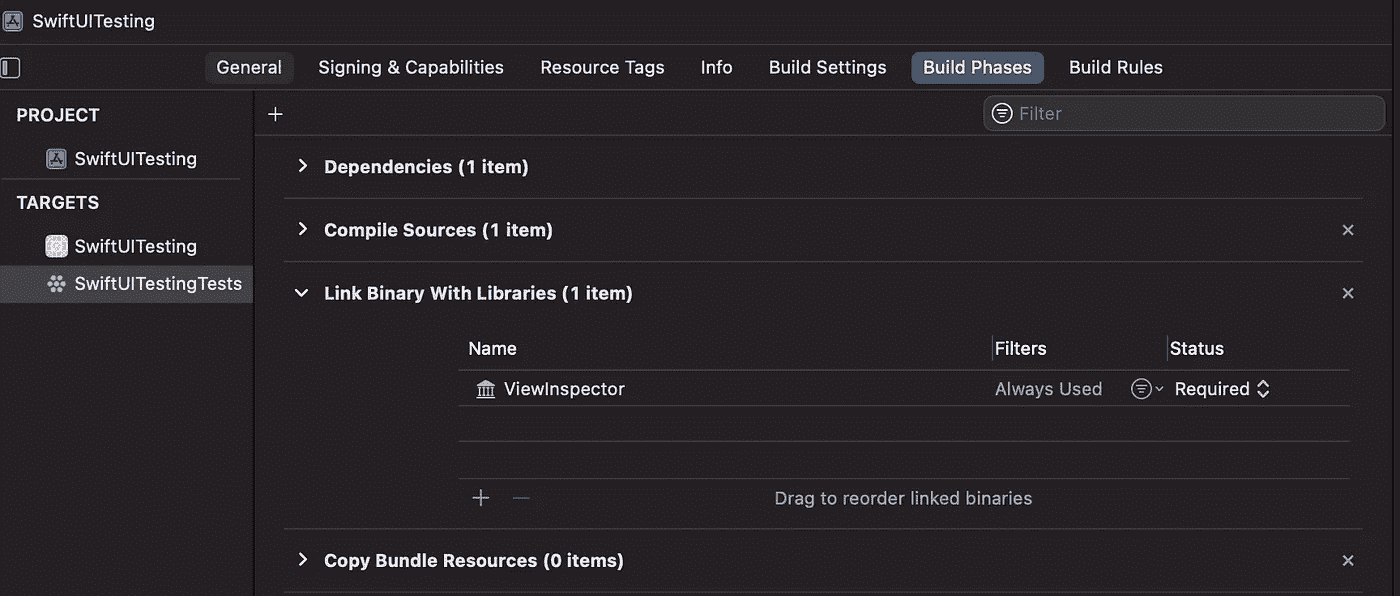 SwiftUITesting
General Signing & Capabilities Resource Tags Info Build Settings Build Phases Build Rules
PROJECT
Filter
SwiftUITesting
Dependencies (1 item)
TARGETS
SwiftUITesting
Compile Sources (1 item)
SwiftUITestingTests
Link Binary With Libraries (1 item)
Name Filters Status
ViewInspector Always Used Required
Drag to reorder linked binaries
Copy Bundle Resources (0 items)